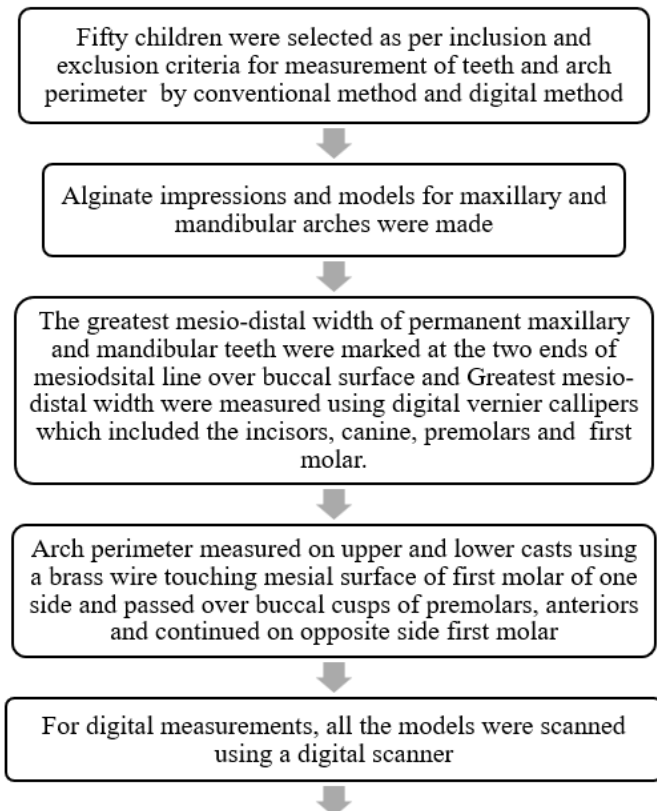 Fifty children were selected as per inclusion and
exclusion criteria for measurement of teeth and arch
perimeter by conventional method and digital method
Alginate impressions and models for maxillary and
mandibular arches were made
The greatest mesio-distal width of permanent maxillary
and mandibular teeth were marked at the two ends of
mesiodsital line over buccal surface and Greatest mesio-
distal width were measured using digital vernier callipers
which included the incisors, canine, premolars and first
molar.
Arch perimeter measured on upper and lower casts using
a brass wire touching mesial surface of first molar of one
side and passed over buccal cusps of premolars, anteriors
and continued on opposite side first molar
For digital measurements, all the models were scanned
using a digital scanner